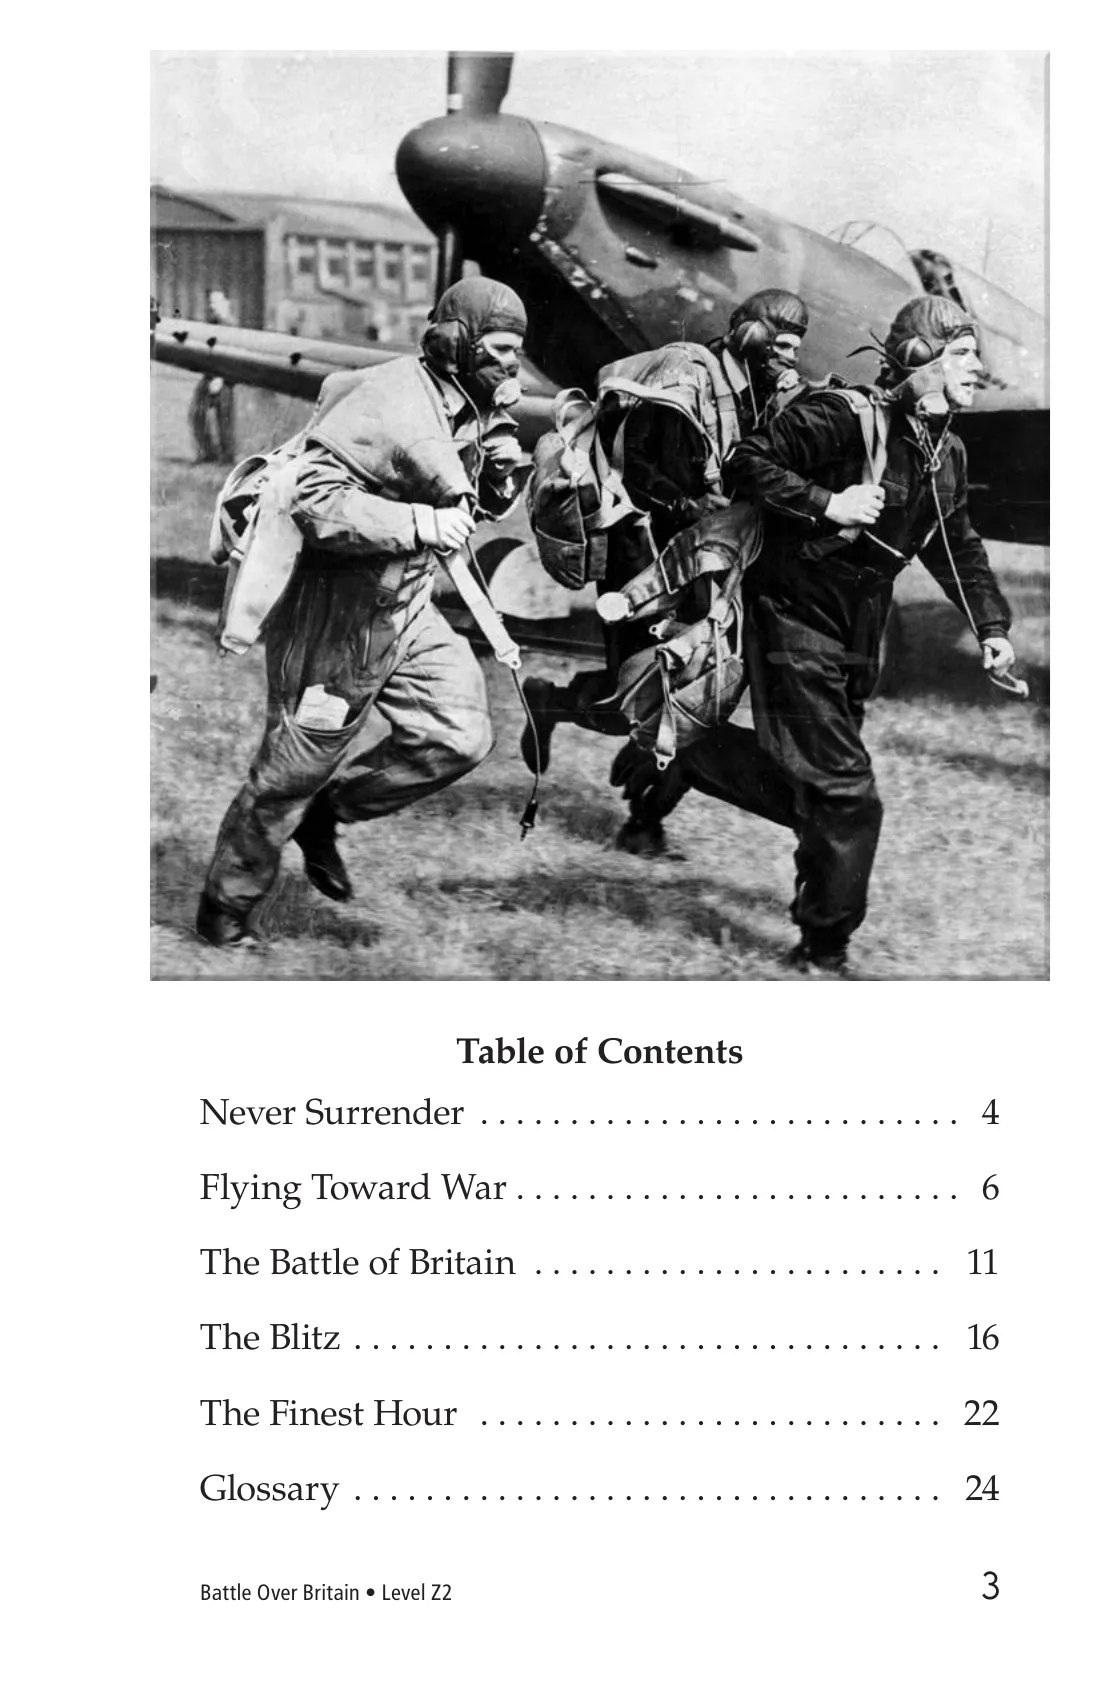 Table of Contents
Never Surrender . . . . . . . . . . . . . . . . . . . . . . . . . . . 4
Flying Toward War . . . . . . . . . . . . . . . . . . . . . . . . . 6
The Battle of Britain . . . . . . . . . . . . . . . . . . . . . . . 11
The Blitz . . . . . . . . . . . . . . . . . . . . . . . . . . . . . . . . . 16
The Finest Hour . . . . . . . . . . . . . . . . . . . . . . . . . . 22
Glossary . . . . . . . . . . . . . . . . . . . . . . . . . . . . . . . . . 24
Battle Over Britain • Level Z2 3